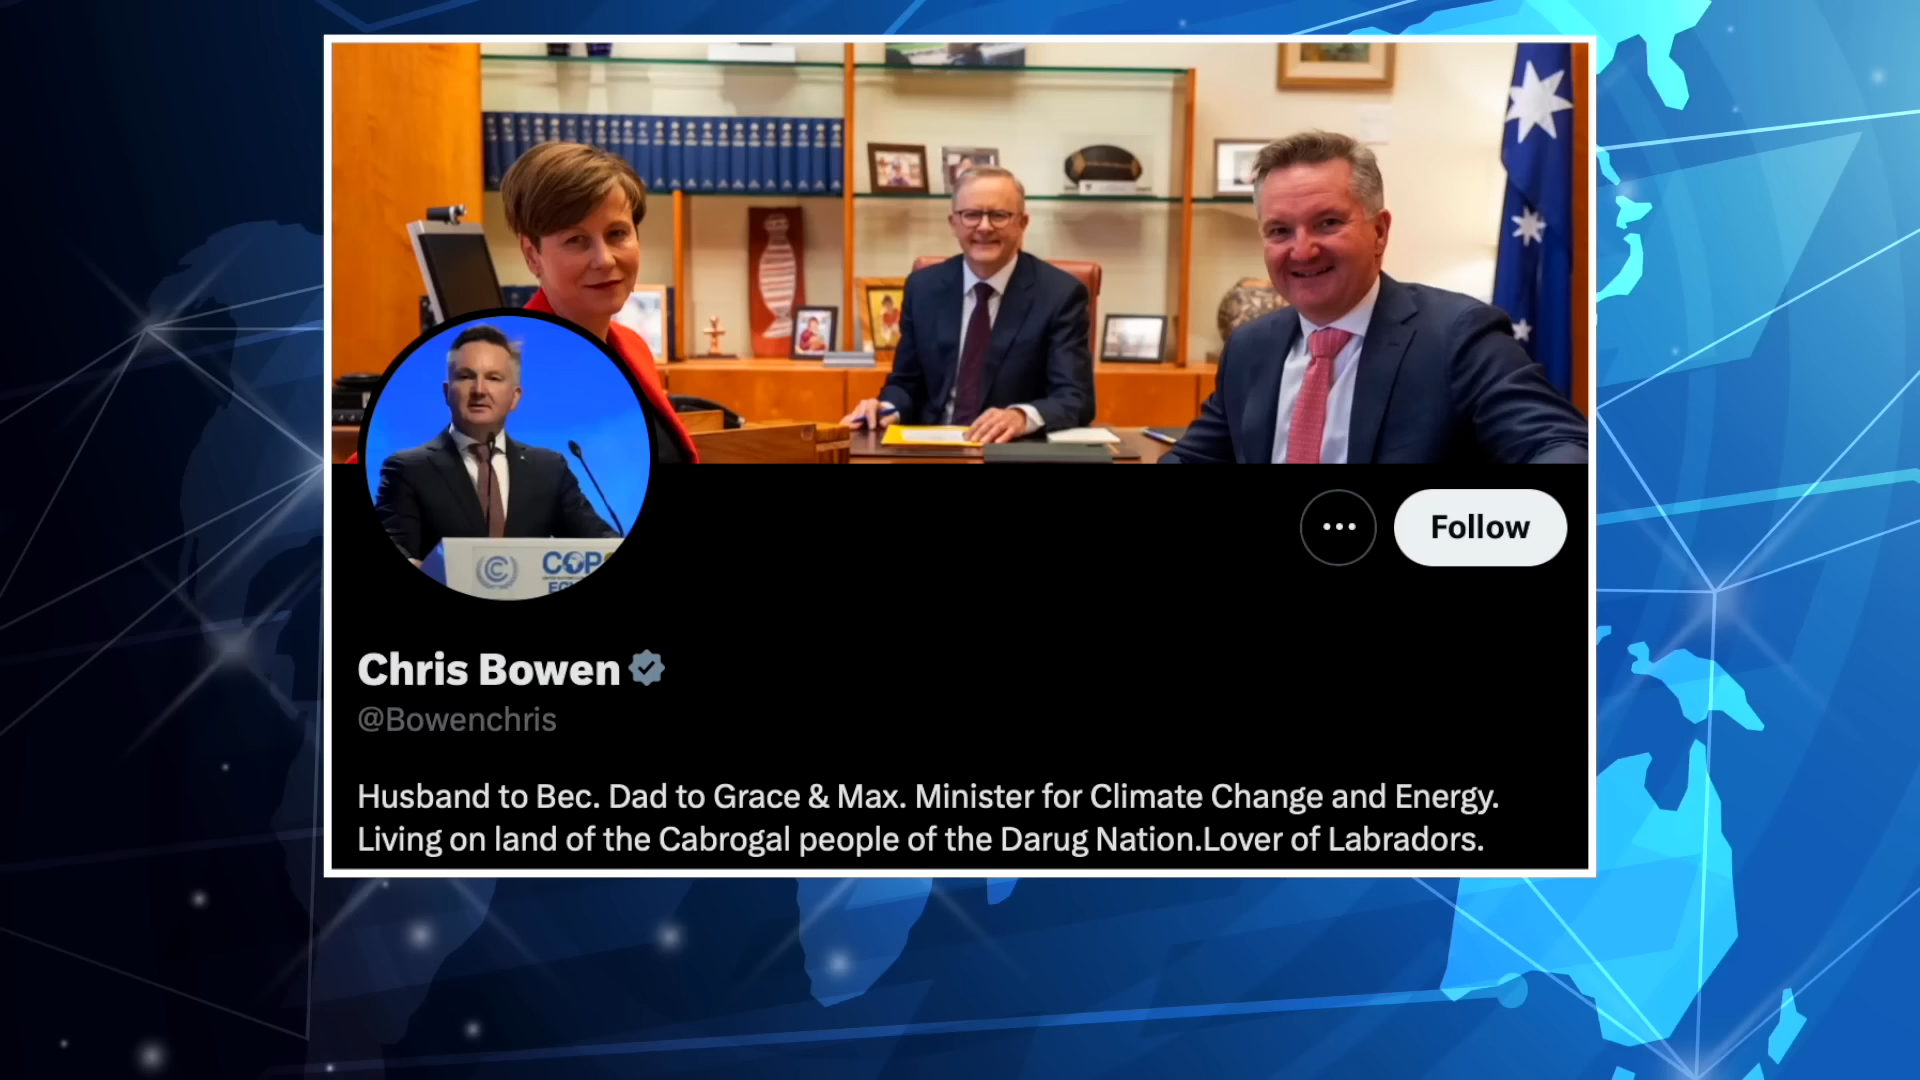 COP
Follow
Chris Bowen
@Bowenchris
Husband to Bec. Dad to Grace & Max. Minister for Climate Change and Energy.
Living on land of the Cabrogal people of the Darug Nation.Lover of Labradors.